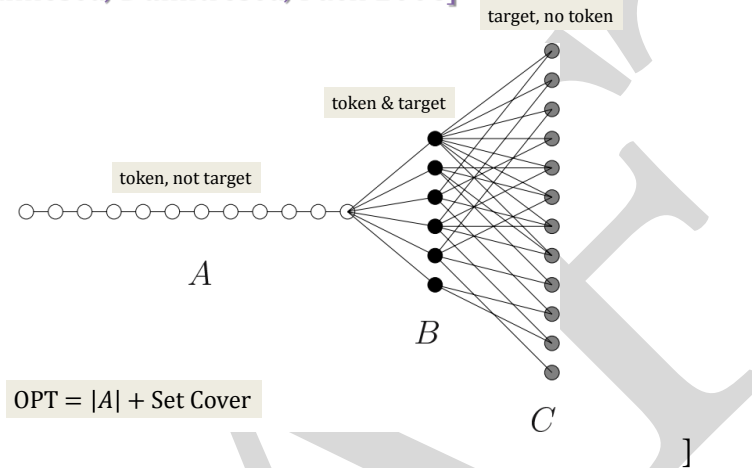 target, no token
token & target
token, not target
A
B
OPT = |A| + Set Cover
C
]